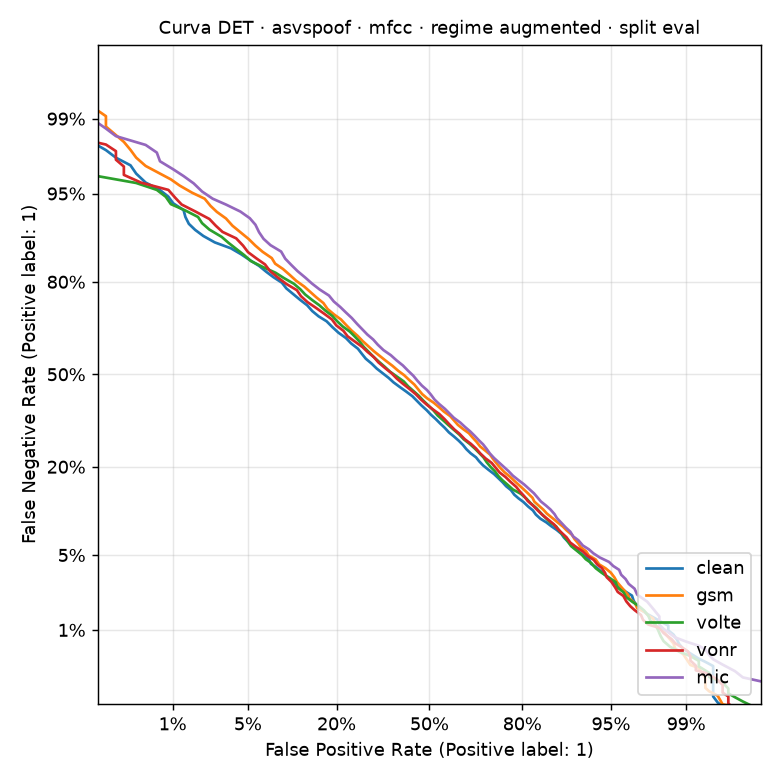 Curva DET · asvspoof · mfcc · regime augmented · split eval
99%
95%
80%
50%
20%
5%
1%
False Negative Rate (Positive label: 1)
clean
gsm
volte
vonr
mic
1%
5%
20%
50%
80%
95%
99%
False Positive Rate (Positive label: 1)